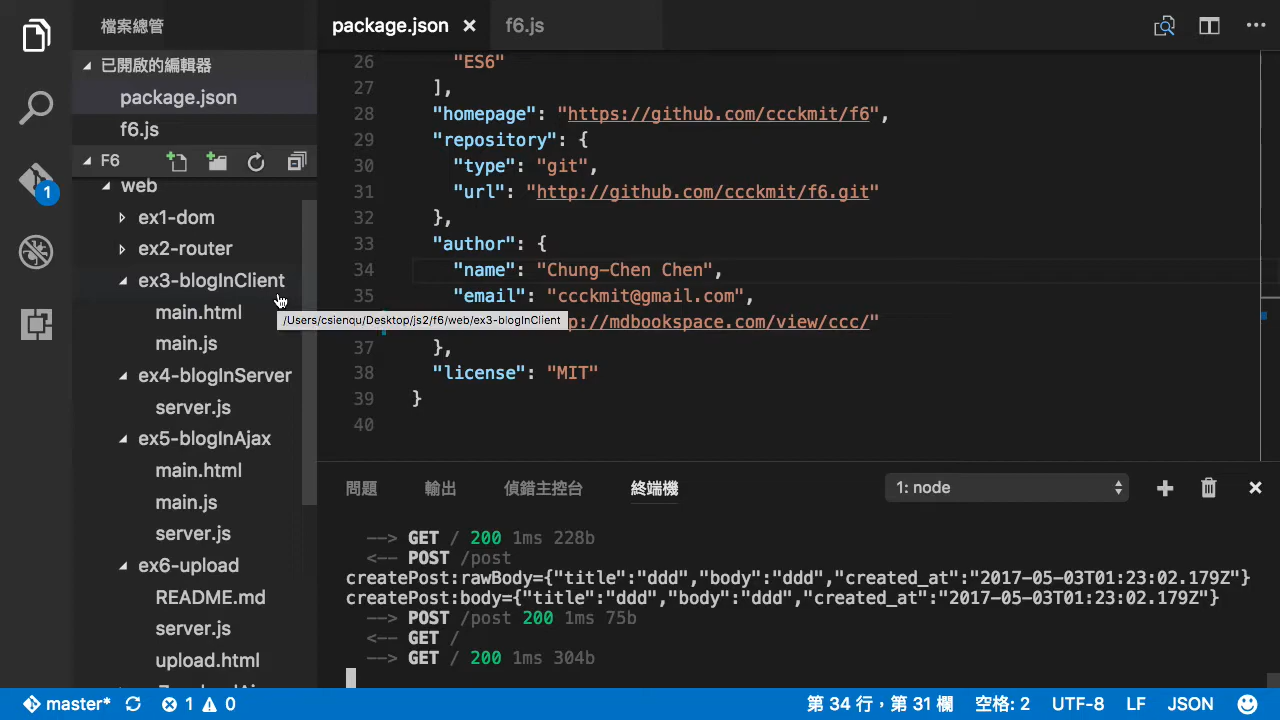 檔案總管
已開啟的編輯器
package.json
f6.js
F6
web
ex1-dom
ex2-router
ex3-blogInClient
main.html
main.js
ex4-blogInServer
server.js
ex5-blogInAjax
main.html
main.js
server.js
ex6-upload
README.md
server.js
upload.html
1
/Users/csienqu/Desktop/js2/f6/web/ex3-blogInClient
package.json × f6.js
26 "ES6"
27 ],
28 "homepage": "https://github.com/ccckmit/f6",
29 "repository": {
30 "type": "git",
31 "url": "http://github.com/ccckmit/f6.git"
32 },
33 "author": {
34 "name": "Chung-Chen Chen",
35 "email": "ccckmit@gmail.com",
p://mdbookspace.com/view/ccc/"
37 },
38 "license": "MIT"
39 }
40
問題 輸出 偵錯主控台 終端機 1: node
——> GET / 200 1ms 228b
<—— POST /post
createPost:rawBody={"title":"ddd","body":"ddd","created_at":"2017-05-03T01:23:02.179Z"}
createPost:body={"title":"ddd","body":"ddd","created_at":"2017-05-03T01:23:02.179Z"}
——> POST /post 200 1ms 75b
<—— GET /
——> GET / 200 1ms 304b
master* 1 0 第 34 行，第 31 欄 空格: 2 UTF-8 LF JSON